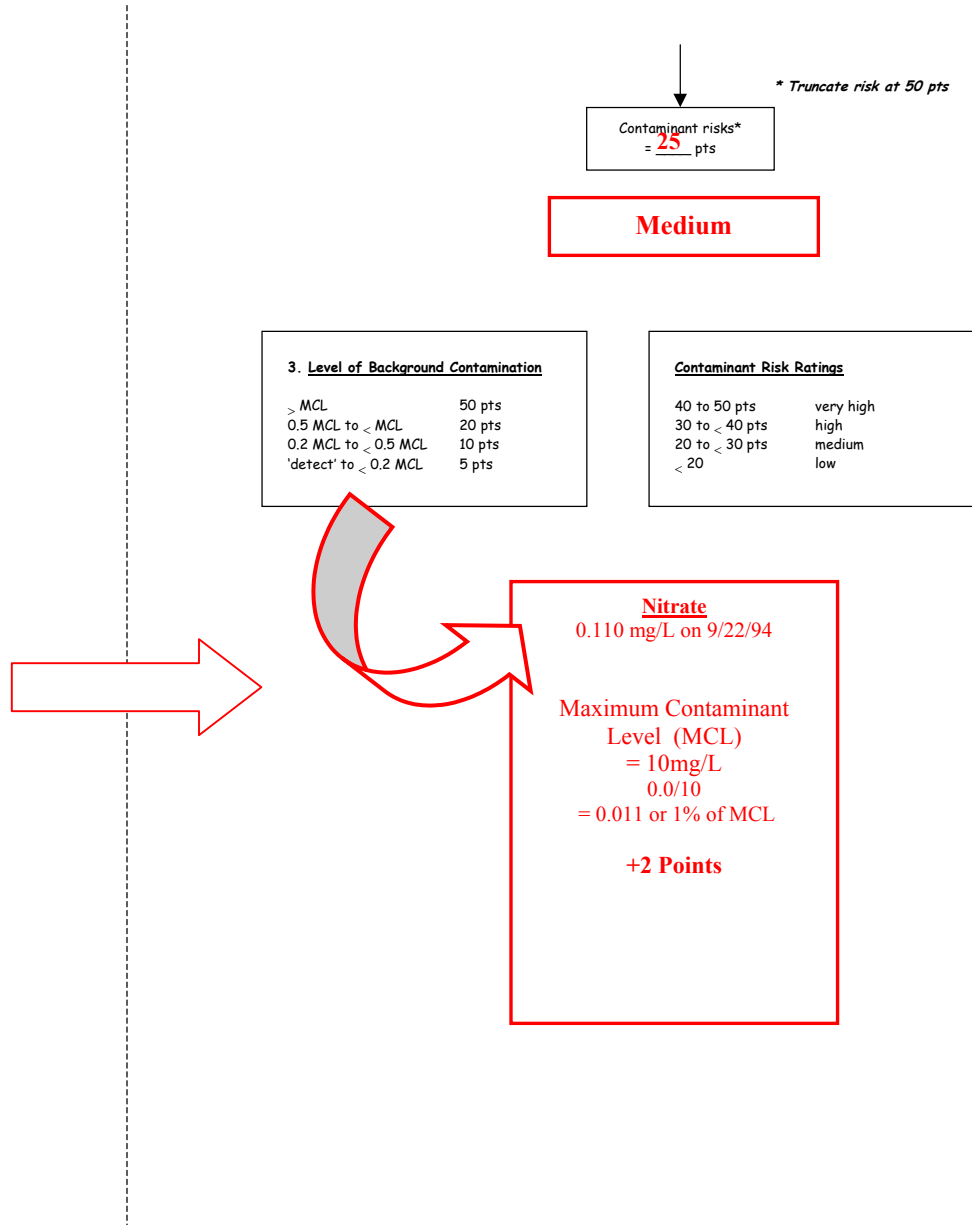 * Truncate risk at 50 pts
Contaminant risks*
= 25 pts
Medium
3. Level of Background Contamination
> MCL 50 pts
0.5 MCL to < MCL 20 pts
0.2 MCL to < 0.5 MCL 10 pts
'detect' to < 0.2 MCL 5 pts
Contaminant Risk Ratings
40 to 50 pts very high
30 to < 40 pts high
20 to < 30 pts medium
< 20 low
Nitrate
0.110 mg/L on 9/22/94
Maximum Contaminant
Level (MCL)
= 10mg/L
0.0/10
= 0.011 or 1% of MCL
+2 Points